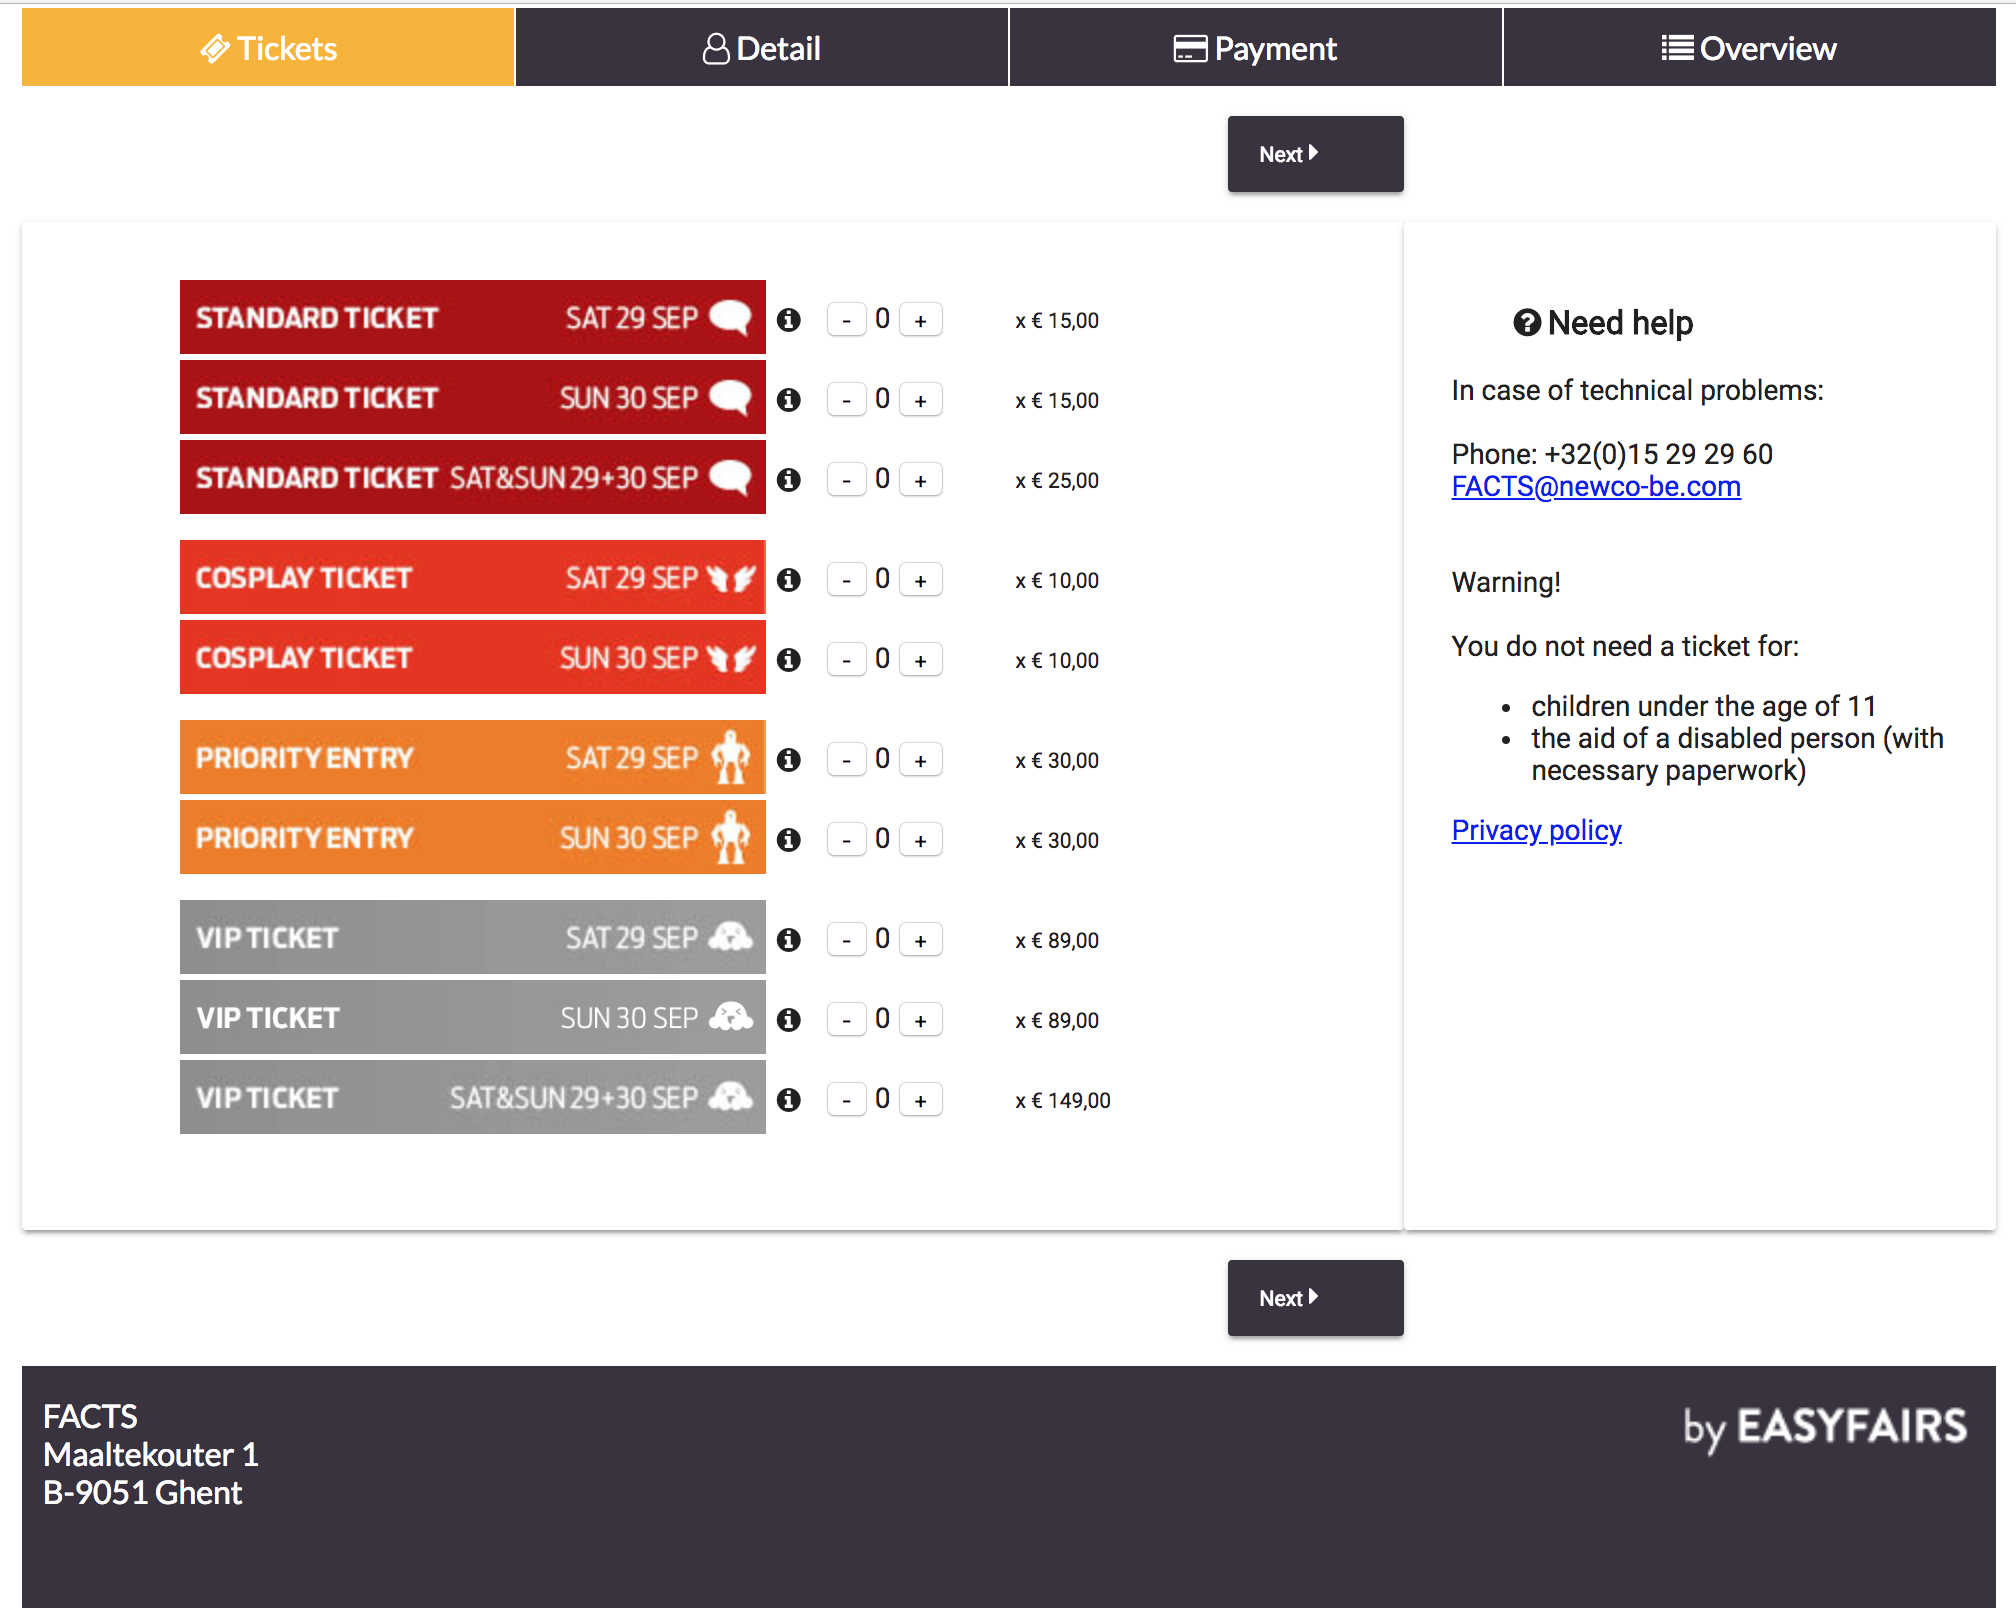 Tickets
Detail
Payment
Overview
Next
STANDARD TICKET SAT 29 SEP - 0 + x € 15,00
STANDARD TICKET SUN 30 SEP - 0 + x € 15,00
STANDARD TICKET SAT&SUN 29+30 SEP - 0 + x € 25,00
COSPLAY TICKET SAT 29 SEP - 0 + x € 10,00
COSPLAY TICKET SUN 30 SEP - 0 + x € 10,00
PRIORITY ENTRY SAT 29 SEP - 0 + x € 30,00
PRIORITY ENTRY SUN 30 SEP - 0 + x € 30,00
VIP TICKET SAT 29 SEP - 0 + x € 89,00
VIP TICKET SUN 30 SEP - 0 + x € 89,00
VIP TICKET SAT&SUN 29+30 SEP - 0 + x € 149,00
Need help
In case of technical problems:
Phone: +32(0)15 29 29 60
FACTS@newco-be.com
Warning!
You do not need a ticket for:
• children under the age of 11
• the aid of a disabled person (with
necessary paperwork)
Privacy policy
Next
FACTS
Maaltekouter 1
B-9051 Ghent
by EASYFAIRS